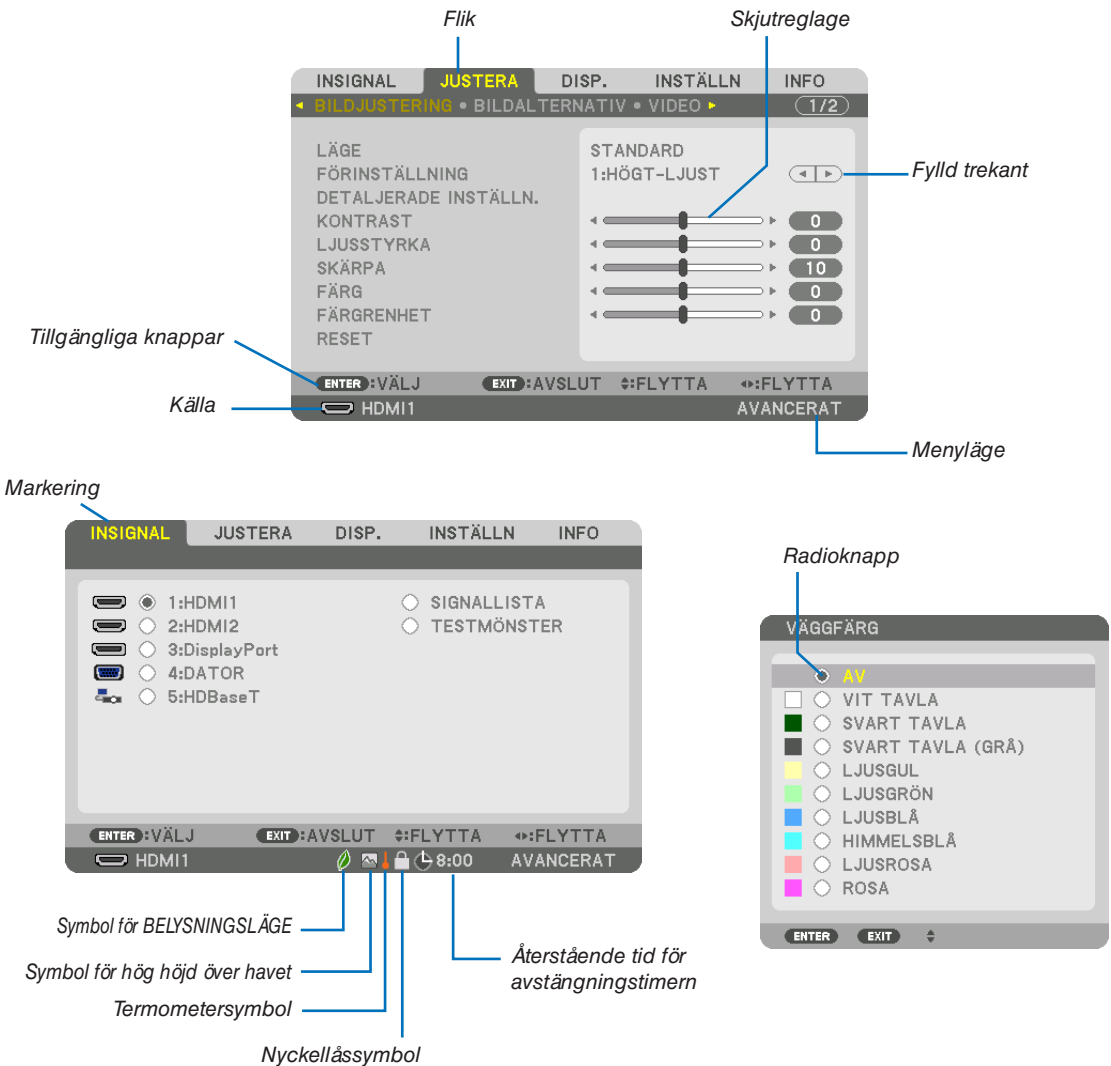 Flik
Skjutreglage
INSIGNAL JUSTERA DISP. INSTÄLLN INFO
BILDJUSTERING • BILDALTERNATIV • VIDEO 1/2
LÄGE STANDARD
FÖRINSTÄLLNING 1:HÖGT-LJUST
Fylld trekant
DETALJERADE INSTÄLLN.
KONTRAST 0
LJUSSTYRKA 0
SKÄRPA 10
FÄRG 0
FÄRGRENHET 0
RESET
Tillgängliga knappar
ENTER :VÄLJ EXIT :AVSLUT :FLYTTA :FLYTTA
Källa
HDMI1 AVANCERAT
Menyläge
Markering
INSIGNAL JUSTERA DISP. INSTÄLLN INFO
1:HDMI1 SIGNALLISTA
2:HDMI2 TESTMÖNSTER
3:DisplayPort
4:DATOR
5:HDBaseT
ENTER :VÄLJ EXIT :AVSLUT :FLYTTA :FLYTTA
HDMI1 8:00 AVANCERAT
Symbol för BELYSNINGSLÄGE
Symbol för hög höjd över havet
Termometersymbol
Nyckellåssymbol
Återstående tid för
avstängningstimern
Radioknapp
VÄGGFÄRG
AV
VIT TAVLA
SVART TAVLA
SVART TAVLA (GRÅ)
LJUSGUL
LJUSGRÖN
LJUSBLÅ
HIMMELSBLÅ
LJUSROSA
ROSA
ENTER EXIT